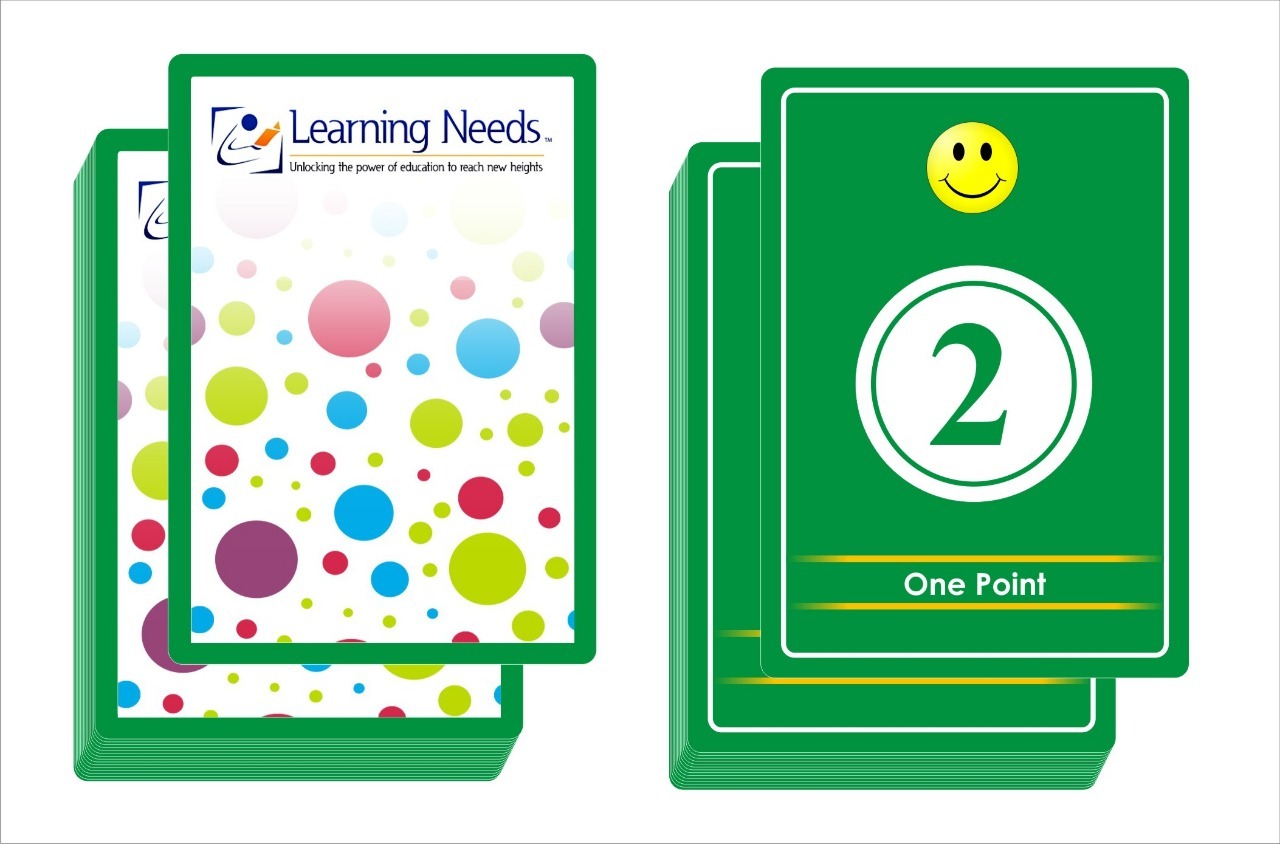 Learning Needs™
Unlocking the power of education to reach new heights
2
One Point